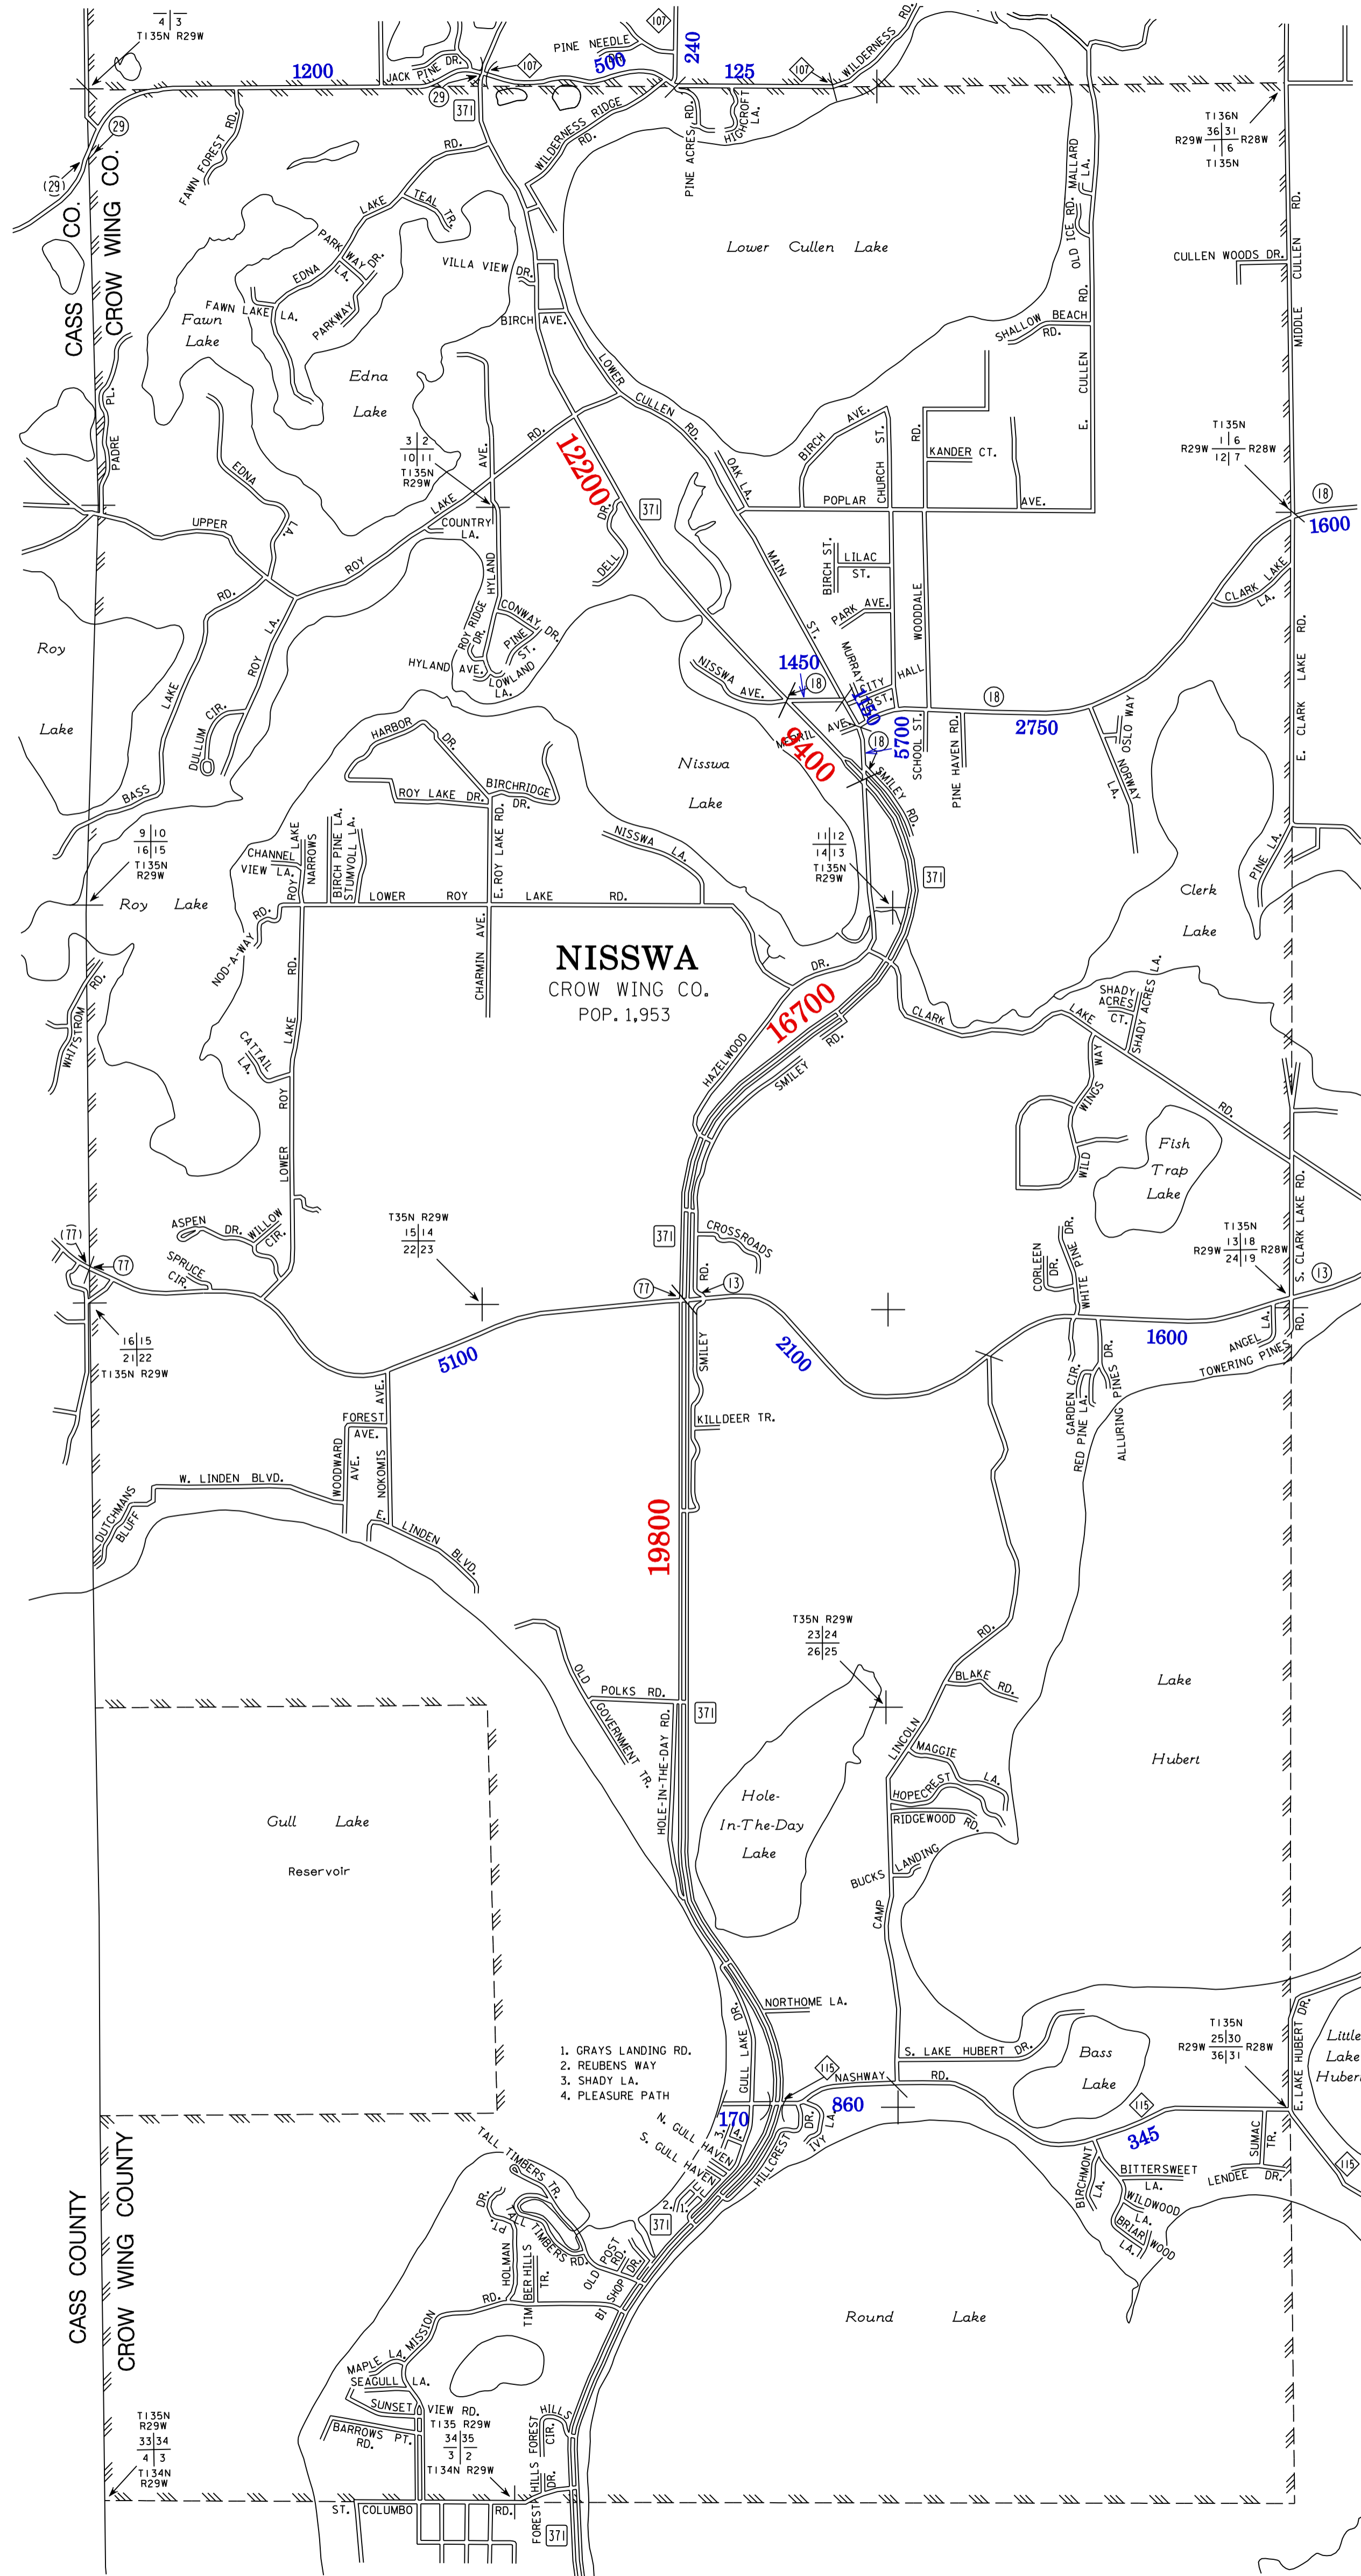 4 | 3
T135N R29W
107
PINE NEEDLE
240
WILDERNESS RD.
1200
JACK PINE DR.
107
500
125
107
29
371
29
(29)
FAWN FOREST RD.
WILDERNESS RIDGE
RD.
PINE ACRES RD.
HIGHCROFT
LA.
T136N
36|31
R29W R28W
1|6
T135N
CASS CO.
CROW WING CO.
LAKE
RD.
TEAL TR.
EDNA
PARKWAY DR.
LA.
PARKWAY
VILLA VIEW DR.
FAWN LAKE LA.
BIRCH AVE.
Fawn
Lake
Edna
Lake
Lower Cullen Lake
OLD ICE RD.
MALLARD
LA.
CULLEN WOODS DR.
MIDDLE CULLEN RD.
SHALLOW BEACH
RD.
E. CULLEN RD.
PADRE PL.
LOWER
CULLEN
RD.
3|2
10|11
T135N
R29W
AVE.
RD.
12200
OAK LA.
BIRCH AVE.
CHURCH ST.
RD.
KANDER CT.
T135N
1|6
R29W R28W
12|7
18
1600
EDNA
LA.
UPPER
LAKE
COUNTRY
LA.
ROY
DELL DR.
371
POPLAR AVE.
MAIN
ST.
BIRCH ST.
LILAC
ST.
PARK AVE.
WOODDALE
CLARK LAKE
LA.
RD.
ROY LA.
HYLAND
CONWAY DR.
ROY RIDGE
DR.
PINE
ST.
HYLAND AVE.
LOWLAND
LA.
Roy
Lake
LAKE
DULLUM CIR.
BASS
NISSWA
AVE.
1450
18
MURRAY
CITY HALL
ST.
1150
MERRIL AVE.
9400
18
5700
SCHOOL ST.
PINE HAVEN RD.
18
2750
OSLO WAY
NORWAY
LA.
E. CLARK LAKE RD.
HARBOR
DR.
ROY LAKE DR.
BIRCHRIDGE
DR.
Nisswa
Lake
SMILEY RD.
9|10
16|15
T135N
R29W
CHANNEL
VIEW LA.
ROY LAKE
NARROWS
BIRCH PINE LA.
STUMVOLL LA.
E. ROY LAKE RD.
NISSWA
LA.
11|12
14|13
T135N
R29W
371
PINE LA.
Roy Lake
LOWER ROY LAKE RD.
NOD-A-WAY RD.
CHARMIN AVE.
Clerk
Lake
NISSWA
CROW WING CO.
POP. 1,953
DR.
16700
HAZELWOOD
RD.
SMILEY
CLARK
LAKE
RD.
SHADY
ACRES
CT.
SHADY ACRES LA.
WHITSTROM RD.
CATTAIL
LA.
LOWER ROY LAKE RD.
WILD WINGS WAY
Fish
Trap
Lake
(77)
77
ASPEN DR.
WILLOW
CIR.
SPRUCE
CIR.
T35N R29W
15|14
22|23
371
CROSSROADS
RD.
77
13
CORLEEN
DR.
WHITE PINE DR.
T135N
13|18
R29W R28W
24|19
S. CLARK LAKE RD.
13
16|15
21|22
T135N R29W
5100
SMILEY
2100
1600
ANGEL LA.
TOWERING PINES RD.
GARDEN CIR.
RED PINE LA.
ALLURING PINES DR.
FOREST
AVE.
WOODWARD
AVE.
NOKOMIS AVE.
KILLDEER TR.
W. LINDEN BLVD.
DUTCHMANS
BLUFF
E. LINDEN BLVD.
19800
T35N R29W
23|24
26|25
RD.
BLAKE RD.
OLD
GOVERNMENT TR.
POLKS RD.
371
HOLE-IN-THE-DAY RD.
LINCOLN
MAGGIE
LA.
HOPECREST
RIDGEWOOD RD.
Lake
Hubert
Gull Lake
Reservoir
Hole-
In-The-Day
Lake
BUCKS LANDING
CAMP
GULL LAKE DR.
NORTHOME LA.
1. GRAYS LANDING RD.
2. REUBENS WAY
3. SHADY LA.
4. PLEASURE PATH
115
NASHWAY RD.
S. LAKE HUBERT DR.
Bass
Lake
T135N
25|30
R29W R28W
36|31
E. LAKE HUBERT DR.
Little
Lake
Hubert
170
860
115
345
N. GULL HAVEN
S. GULL HAVEN
3.
4.
2.
1.
HILLCREST
DR.
IVY LA.
BIRCHMONT
LA.
BITTERSWEET
LA.
SUMAC
TR.
LENDEE DR.
115
WILDWOOD
LA.
BRIARWOOD
LA.
CASS COUNTY
CROW WING COUNTY
TALL TIMBERS TR.
TALL TIMBERS RD.
HOLMAN
PT. DR.
371
OLD POST
RD.
TIMBER HILLS
TR.
BISHOP DR.
RD.
MISSION
MAPLE LA.
SEAGULL LA.
SUNSET VIEW RD.
BARROWS PT.
RD.
Round Lake
T135N
R29W
33|34
4|3
T134N
R29W
T135 R29W
34|35
3|2
T134N R29W
FOREST HILLS
CIR.
FOREST HILLS
DR.
ST. COLUMBO RD.
371